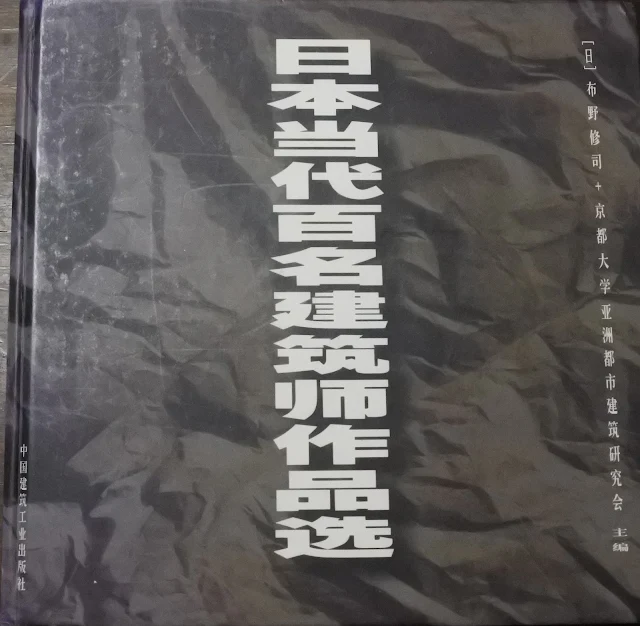 日本当代百名建筑师作品选
[日]布野修司+京都大学亚洲都市建筑研究会 主编
中国建筑工业出版社